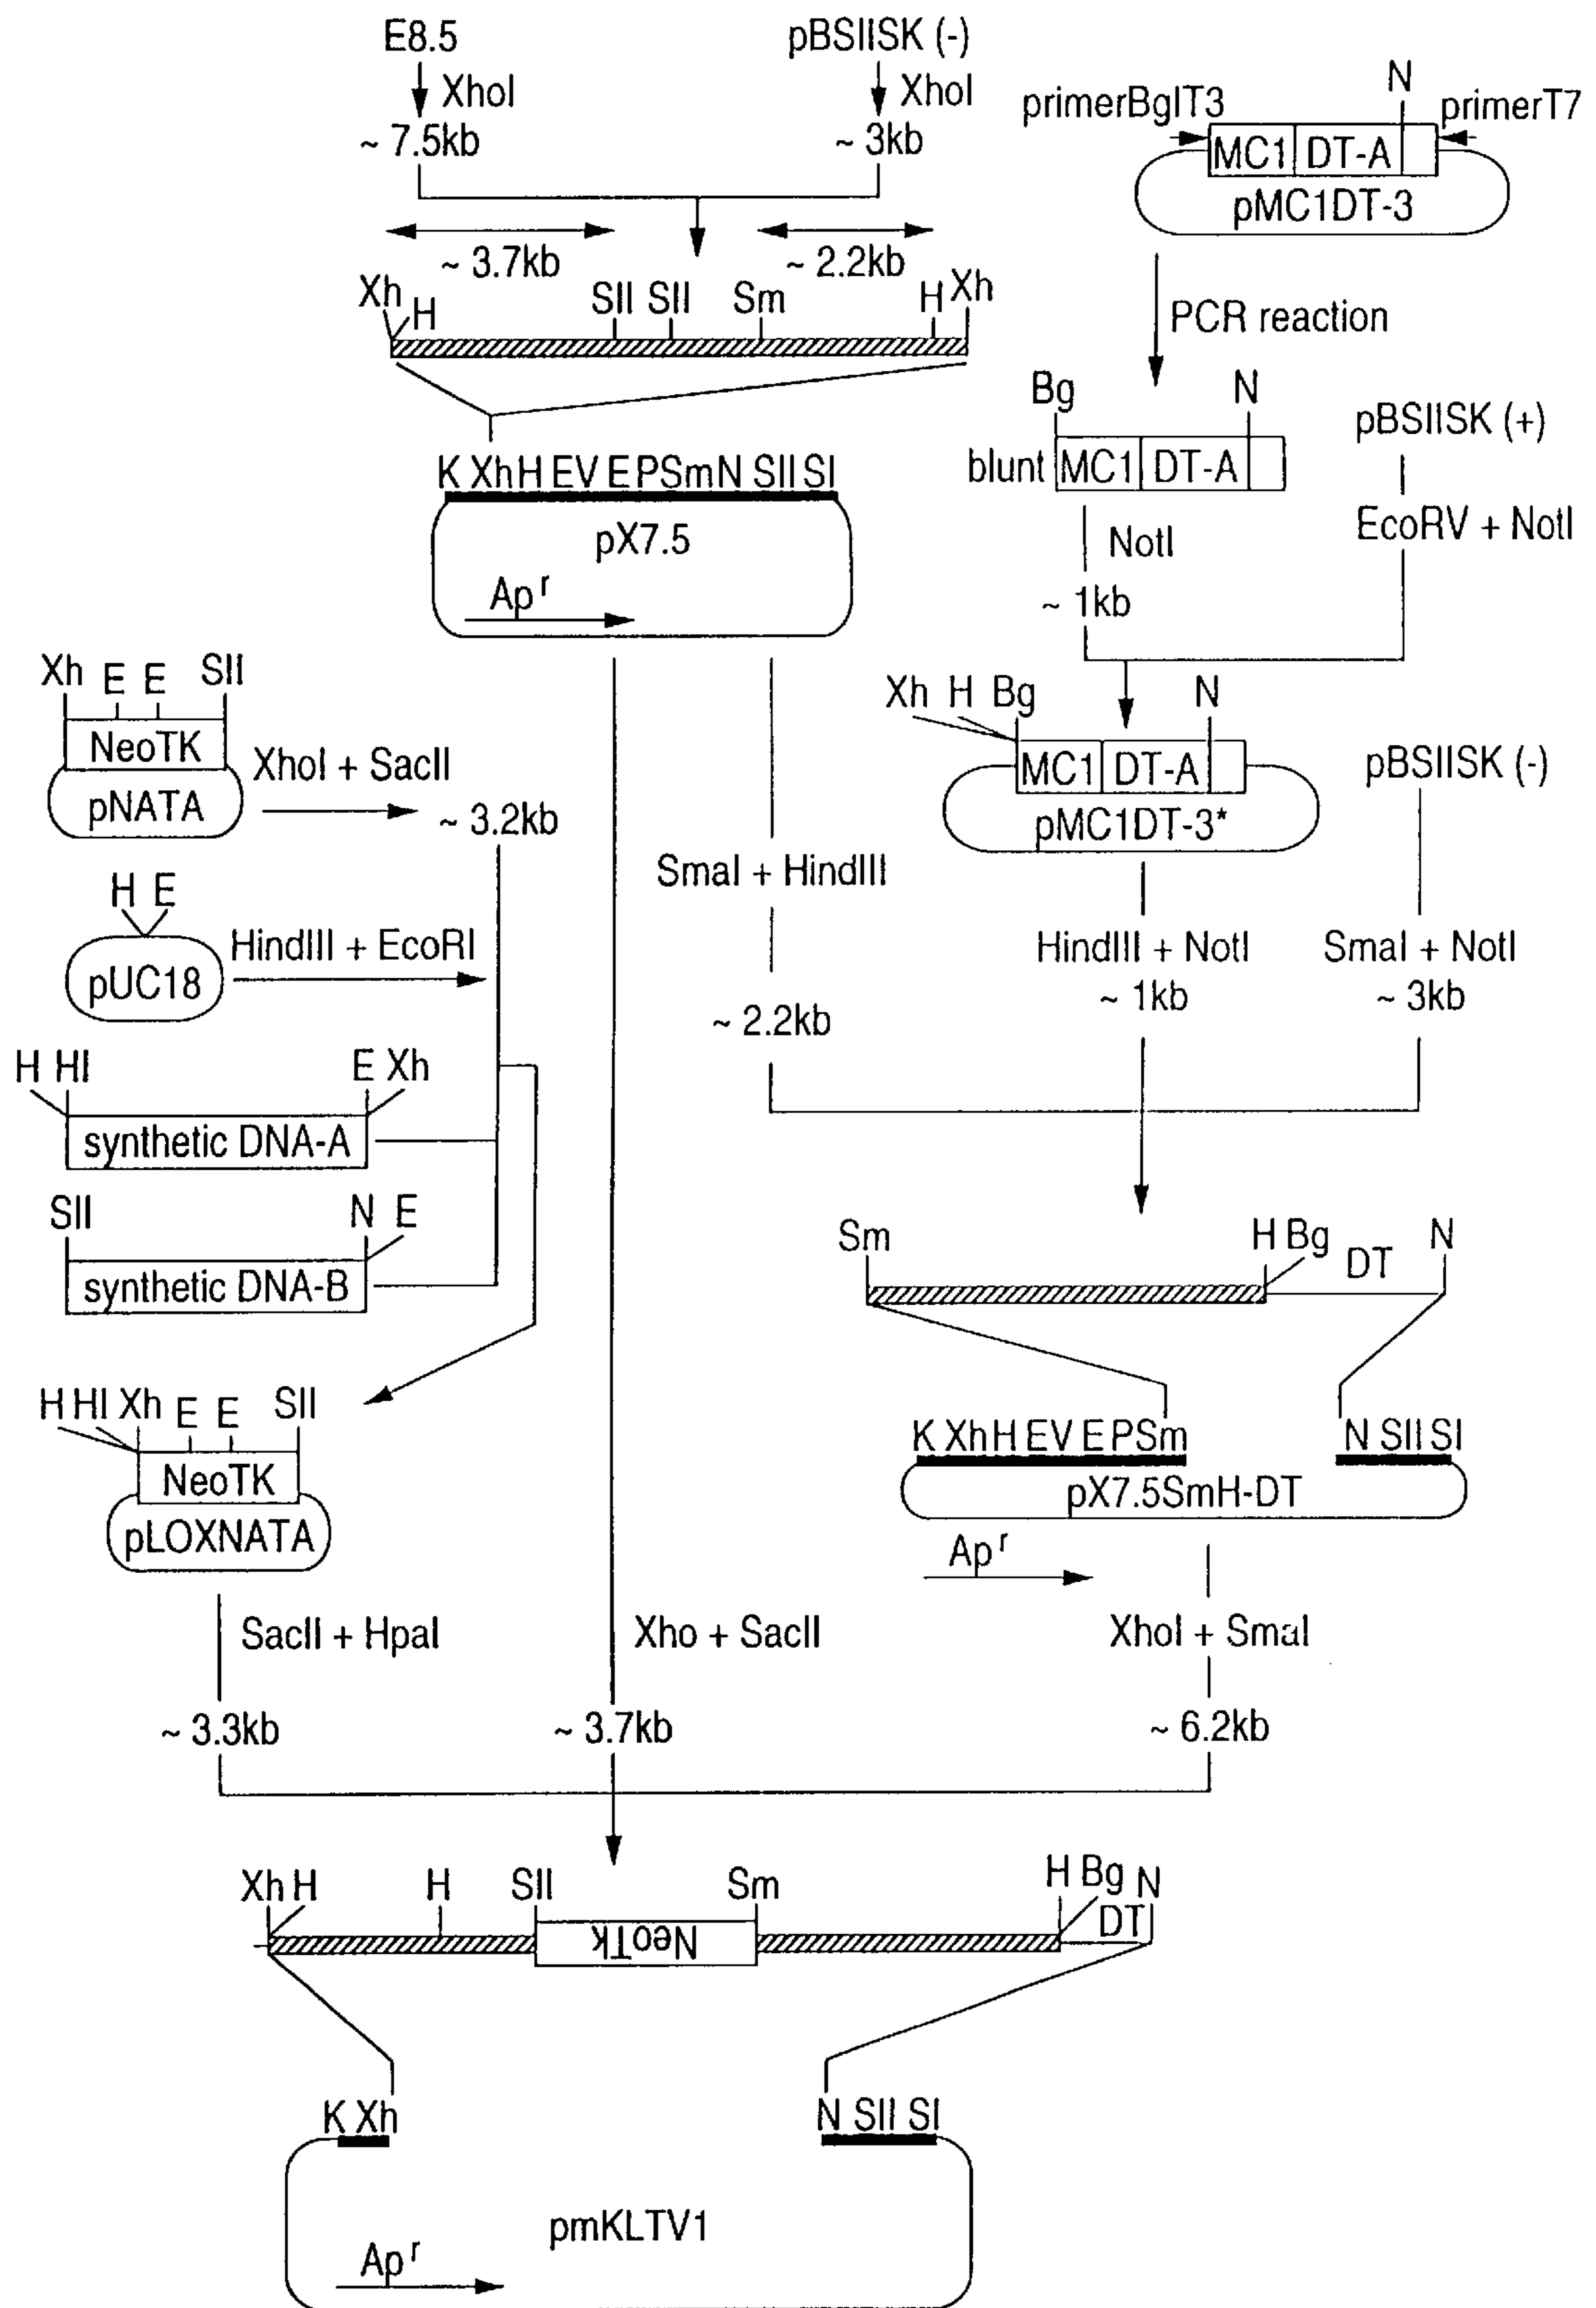 E8.5
XhoI
~ 7.5kb
pBSIISK (-)
XhoI
~ 3kb
~ 3.7kb
~ 2.2kb
Xh H SII SII Sm H Xh
K Xh H EV E P Sm N SII SI
pX7.5
Ap r
primerBglT3
N
primerT7
MC1 DT-A
pMC1DT-3
PCR reaction
Bg N
blunt MC1 DT-A
NotI
~ 1kb
pBSIISK (+)
EcoRV + NotI
Xh H Bg N
MC1 DT-A
pMC1DT-3*
HindIII + NotI
~ 1kb
pBSIISK (-)
SmaI + NotI
~ 3kb
SmaI + HindIII
~ 2.2kb
Xh E E SII
NeoTK
pNATA
XhoI + SacII
~ 3.2kb
H E
pUC18
HindIII + EcoRI
H HI E Xh
synthetic DNA-A
SII N E
synthetic DNA-B
H HI Xh E E SII
NeoTK
pLOXNATA
SacII + HpaI
~ 3.3kb
Xho + SacII
~ 3.7kb
Sm H Bg DT N
K Xh H EV E P Sm N SII SI
pX7.5SmH-DT
Ap r
XhoI + SmaI
~ 6.2kb
Xh H H SII Sm H Bg N
NeoTk
DT
K Xh N SII SI
pmKLTV1
Ap r